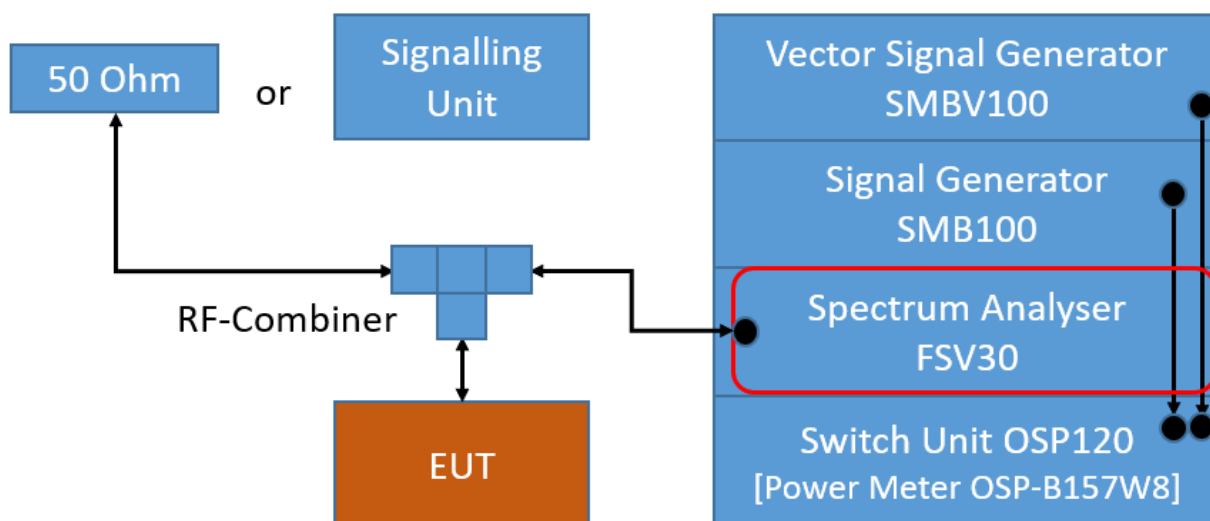 50 Ohm
or
Signalling
Unit
RF-Combiner
EUT
Vector Signal Generator
SMBV100
Signal Generator
SMB100
Spectrum Analyser
FSV30
Switch Unit OSP120
[Power Meter OSP-B157W8]